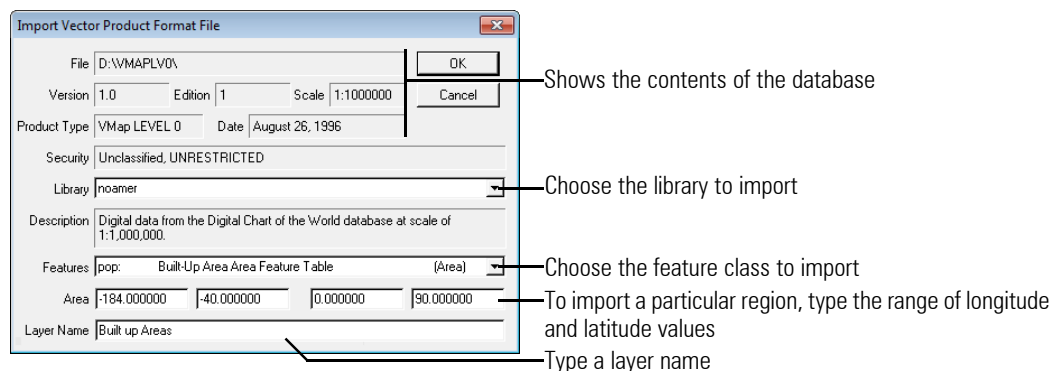 Import Vector Product Format File
File D:\VMAPLV0\ OK
Shows the contents of the database
Version 1.0 Edition 1 Scale 1:1000000 Cancel
Product Type VMap LEVEL 0 Date August 26, 1996
Security Unclassified, UNRESTRICTED
Library noamer
Choose the library to import
Description Digital data from the Digital Chart of the World database at scale of
1:1,000,000.
Features pop: Built-Up Area Area Feature Table (Area)
Choose the feature class to import
Area -184.000000 -40.000000 0.000000 90.000000
To import a particular region, type the range of longitude
and latitude values
Layer Name Built up Areas
Type a layer name